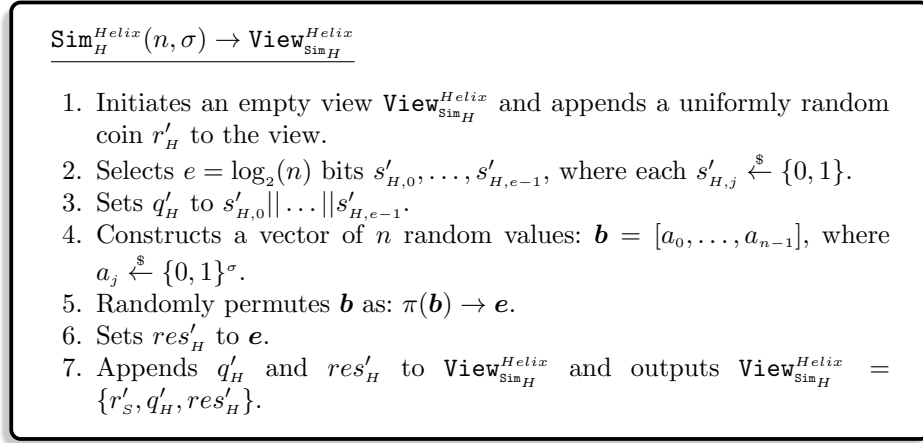 Sim_H^{Helix}(n, σ) → View_{Sim_H}^{Helix}
1. Initiates an empty view View_{Sim_H}^{Helix} and appends a uniformly random
coin r'_H to the view.
2. Selects e = log_2(n) bits s'_{H,0}, . . . , s'_{H,e−1}, where each s'_{H,j} ←^{$} {0, 1}.
3. Sets q'_H to s'_{H,0}|| . . . ||s'_{H,e−1}.
4. Constructs a vector of n random values: b = [a_0, . . . , a_{n−1}], where
a_j ←^{$} {0, 1}^σ.
5. Randomly permutes b as: π(b) → e.
6. Sets res'_H to e.
7. Appends q'_H and res'_H to View_{Sim_H}^{Helix} and outputs View_{Sim_H}^{Helix} =
{r'_S, q'_H, res'_H}.